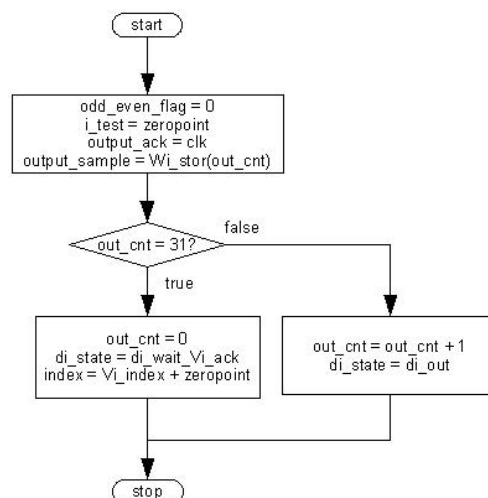 start
odd_even_flag = 0
i_test = zeropoint
output_ack = clk
output_sample = Wi_stor(out_cnt)
out_cnt = 31?
false
true
out_cnt = 0
di_state = di_wait_Vi_ack
index = Vi_index + zeropoint
out_cnt = out_cnt + 1
di_state = di_out
stop